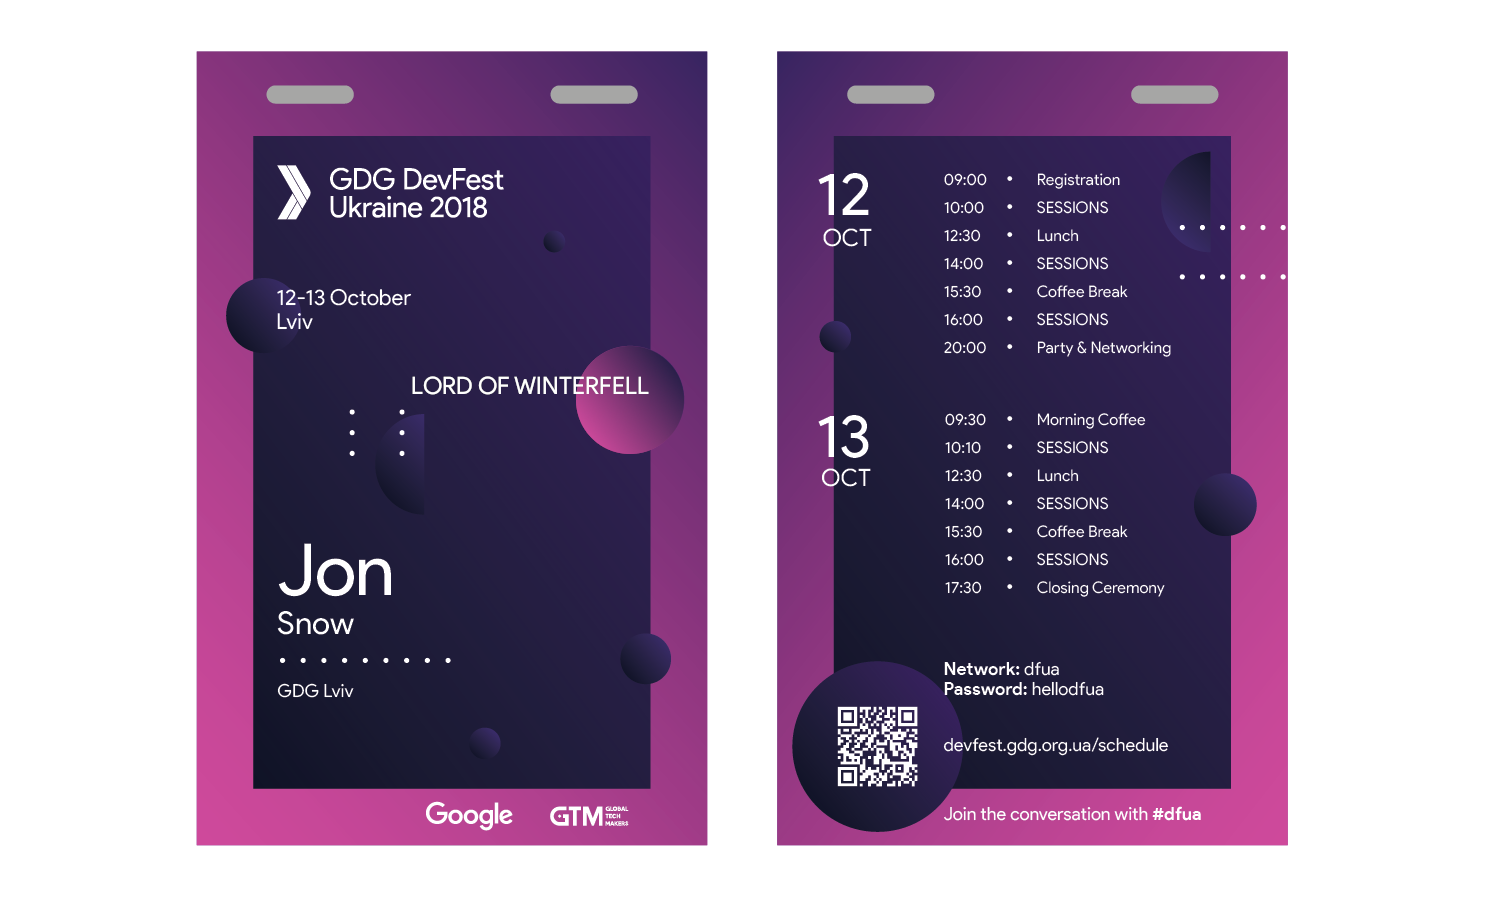 GDG DevFest
Ukraine 2018
12-13 October
Lviv
LORD OF WINTERFELL
Jon
Snow
GDG Lviv
Google
GTM GLOBAL
TECH
MAKERS
12
OCT
09:00 • Registration
10:00 • SESSIONS
12:30 • Lunch
14:00 • SESSIONS
15:30 • Coffee Break
16:00 • SESSIONS
20:00 • Party & Networking
13
OCT
09:30 • Morning Coffee
10:10 • SESSIONS
12:30 • Lunch
14:00 • SESSIONS
15:30 • Coffee Break
16:00 • SESSIONS
17:30 • Closing Ceremony
Network: dfua
Password: hellodfua
devfest.gdg.org.ua/schedule
Join the conversation with #dfua